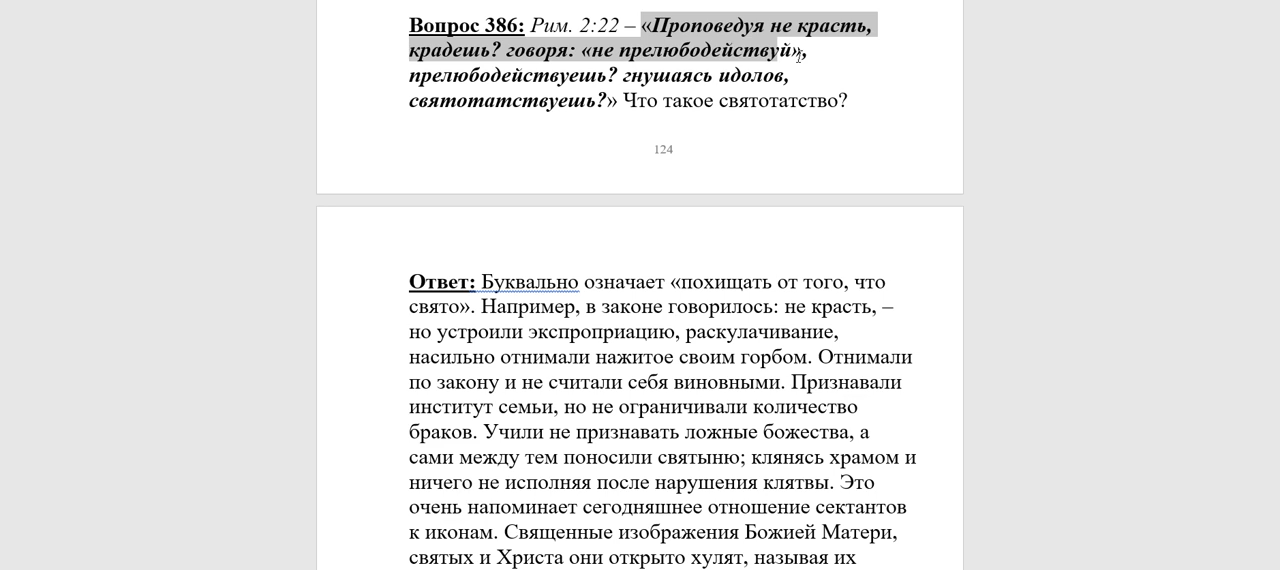 Вопрос 386: Рим. 2:22 – «Проповедуя не красть,
крадешь? говоря: «не прелюбодействуй»,
прелюбодействуешь? гнушаясь идолов,
святотатствуешь?» Что такое святотатство?
124
Ответ: Буквально означает «похищать от того, что
свято». Например, в законе говорилось: не красть, –
но устроили экспроприацию, раскулачивание,
насильно отнимали нажитое своим горбом. Отнимали
по закону и не считали себя виновными. Признавали
институт семьи, но не ограничивали количество
браков. Учили не признавать ложные божества, а
сами между тем поносили святыню; клянясь храмом и
ничего не исполняя после нарушения клятвы. Это
очень напоминает сегодняшнее отношение сектантов
к иконам. Священные изображения Божией Матери,
святых и Христа они открыто хулят, называя их